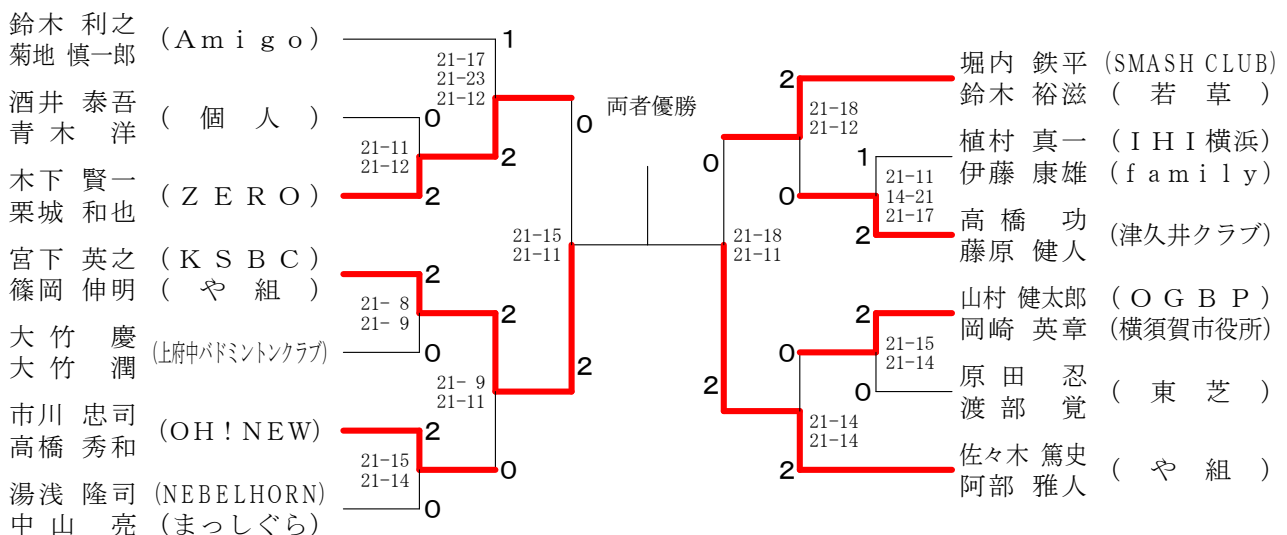 鈴木 利之
菊地 慎一郎 (Ａｍｉｇｏ)
酒井 泰吾
青木 洋 (個人)
木下 賢一
栗城 和也 (ＺＥＲＯ)
宮下 英之 (ＫＳＢＣ)
篠岡 伸明 (や組)
大竹 慶
大竹 潤 (上府中バドミントンクラブ)
市川 忠司
高橋 秀和 (OH！NEW)
湯浅 隆司 (NEBELHORN)
中山 亮 (まっしぐら)
1
21-17
21-23
21-12
0
21-11
21-12
2
2
2
21- 8
21- 9
0
2
2
21-15
21-14
0
21- 9
21-11
0
0
21-15
21-11
2
両者優勝
0
21-18
21-11
2
2
21-18
21-12
0
1
21-11
14-21
21-17
2
0
2
21-15
21-14
0
21-14
21-14
2
堀内 鉄平 (SMASH CLUB)
鈴木 裕滋 (若草)
植村 真一 (ＩＨＩ横浜)
伊藤 康雄 (family)
高橋 功
藤原 健人 (津久井クラブ)
山村 健太郎 (ＯＧＢＰ)
岡崎 英章 (横須賀市役所)
原田 忍
渡部 覚 (東芝)
佐々木 篤史
阿部 雅人 (や組)